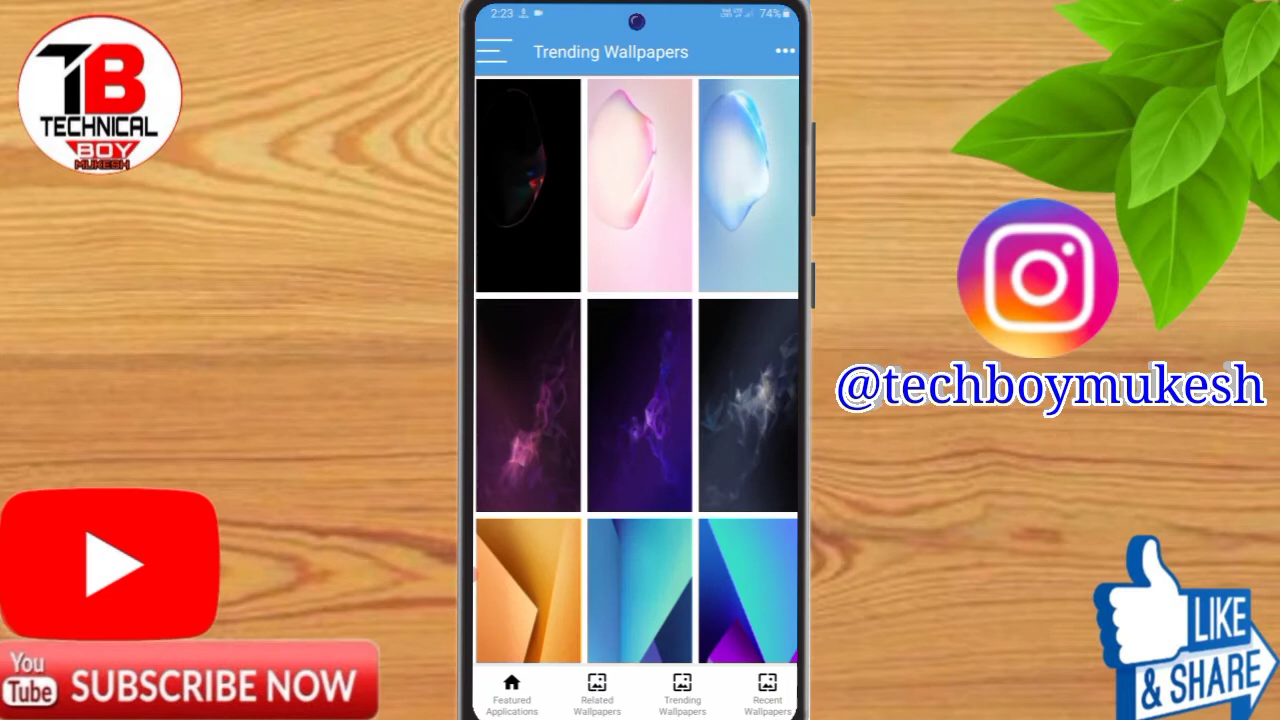 TB
TECHNICAL
BOY
MUKESH
2:23
74%
Trending Wallpapers
@techboymukesh
You
Tube
SUBSCRIBE NOW
LIKE
& SHARE
Featured
Applications
Related
Wallpapers
Trending
Wallpapers
Recent
Wallpapers